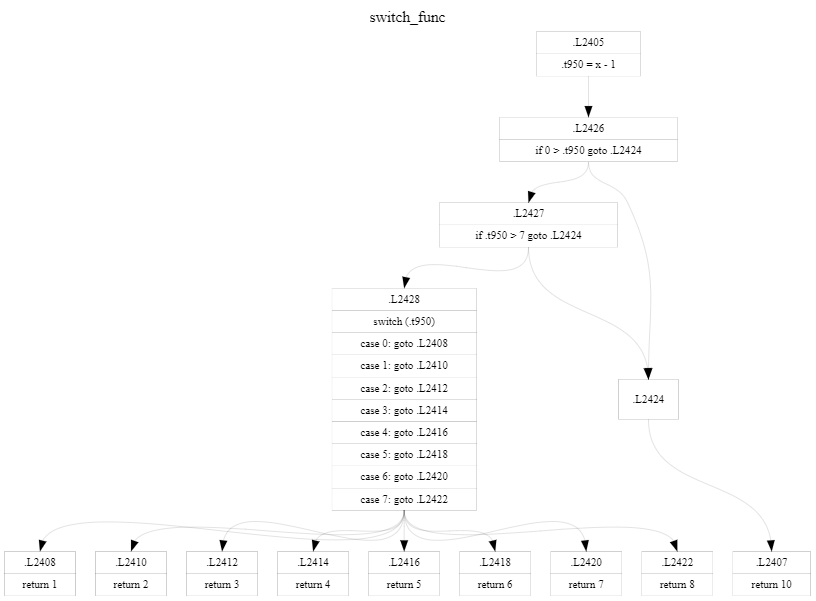 switch_func
.L2405
.t950 = x - 1
.L2426
if 0 > .t950 goto .L2424
.L2427
if .t950 > 7 goto .L2424
.L2428
switch (.t950)
case 0: goto .L2408
case 1: goto .L2410
case 2: goto .L2412
case 3: goto .L2414
case 4: goto .L2416
case 5: goto .L2418
case 6: goto .L2420
case 7: goto .L2422
.L2424
.L2408
return 1
.L2410
return 2
.L2412
return 3
.L2414
return 4
.L2416
return 5
.L2418
return 6
.L2420
return 7
.L2422
return 8
.L2407
return 10